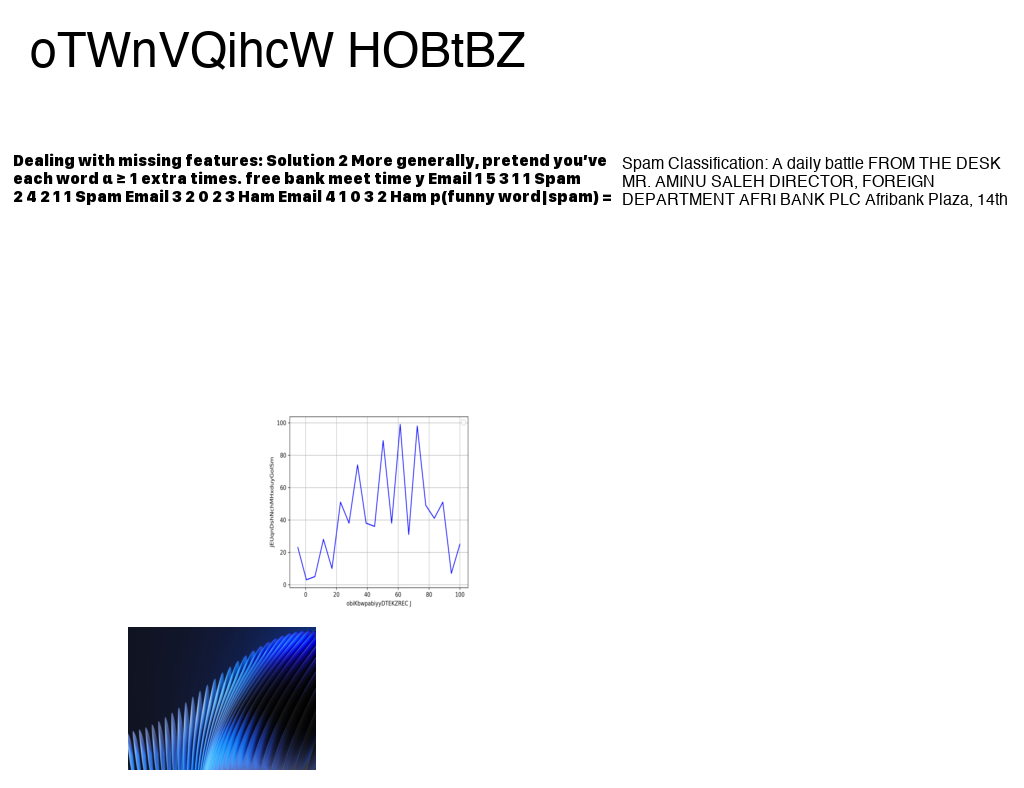 oTWnVQihcW HOBtBZ
Dealing with missing features: Solution 2 More generally, pretend you’ve
each word α ≥ 1 extra times. free bank meet time y Email 1 5 3 1 1 Spam
2 4 2 1 1 Spam Email 3 2 0 2 3 Ham Email 4 1 0 3 2 Ham p(funny word|spam) =
Spam Classification: A daily battle FROM THE DESK
MR. AMINU SALEH DIRECTOR, FOREIGN
DEPARTMENT AFRI BANK PLC Afribank Plaza, 14th
100
80
60
40
20
0
0 20 40 60 80 100